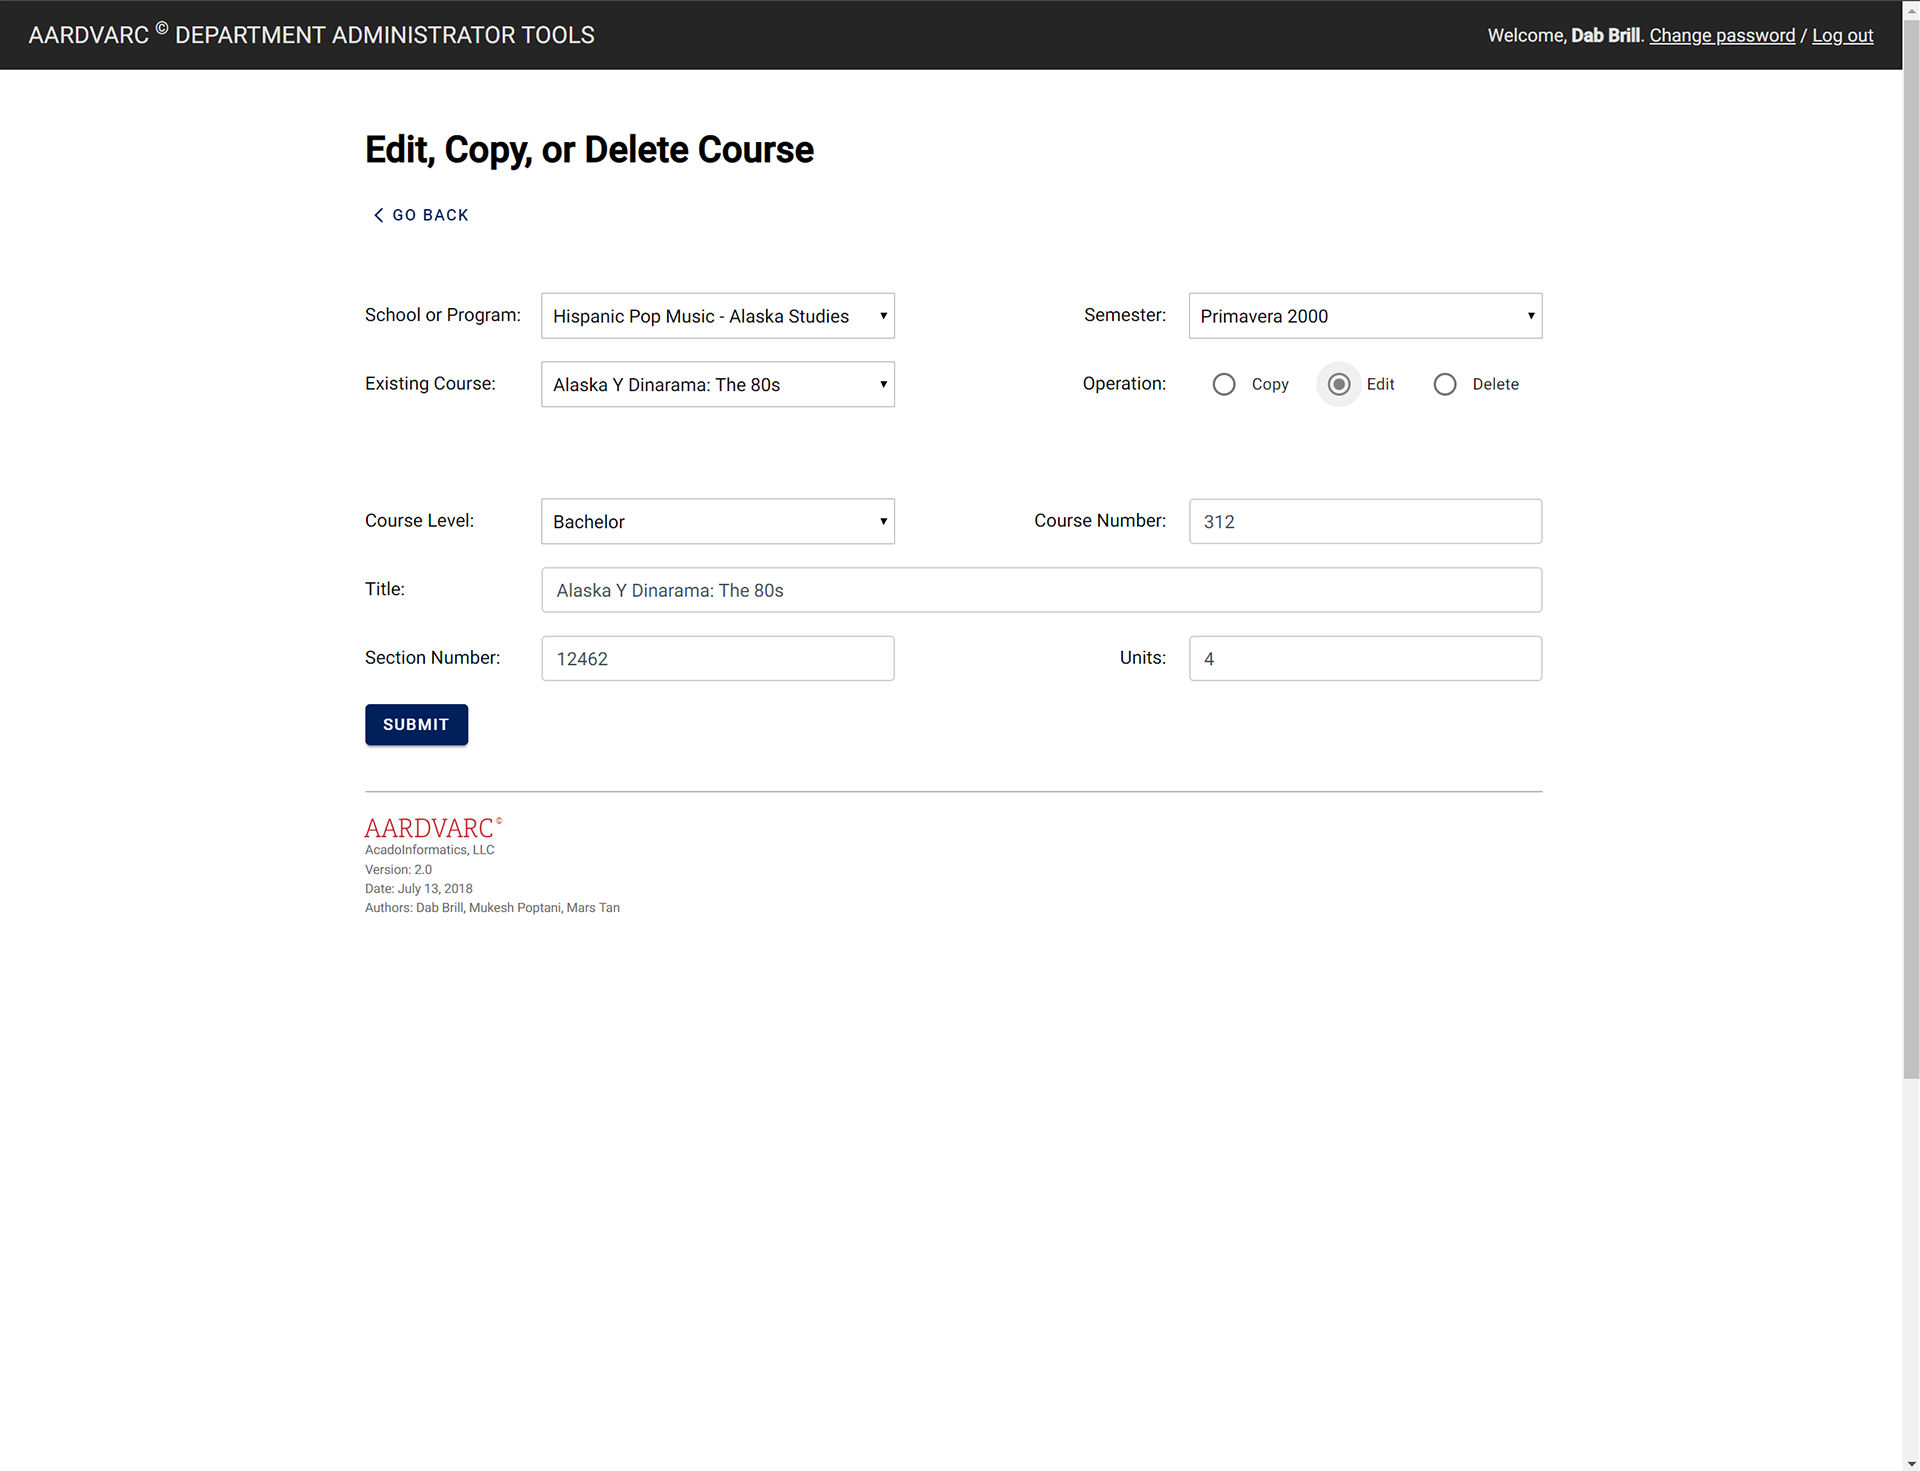 AARDVARC © DEPARTMENT ADMINISTRATOR TOOLS
Welcome, Dab Brill. Change password / Log out
Edit, Copy, or Delete Course
GO BACK
School or Program: Hispanic Pop Music - Alaska Studies Semester: Primavera 2000
Existing Course: Alaska Y Dinarama: The 80s Operation: Copy Edit Delete
Course Level: Bachelor Course Number: 312
Title: Alaska Y Dinarama: The 80s
Section Number: 12462 Units: 4
SUBMIT
AARDVARC©
AcadoInformatics, LLC
Version: 2.0
Date: July 13, 2018
Authors: Dab Brill, Mukesh Poptani, Mars Tan